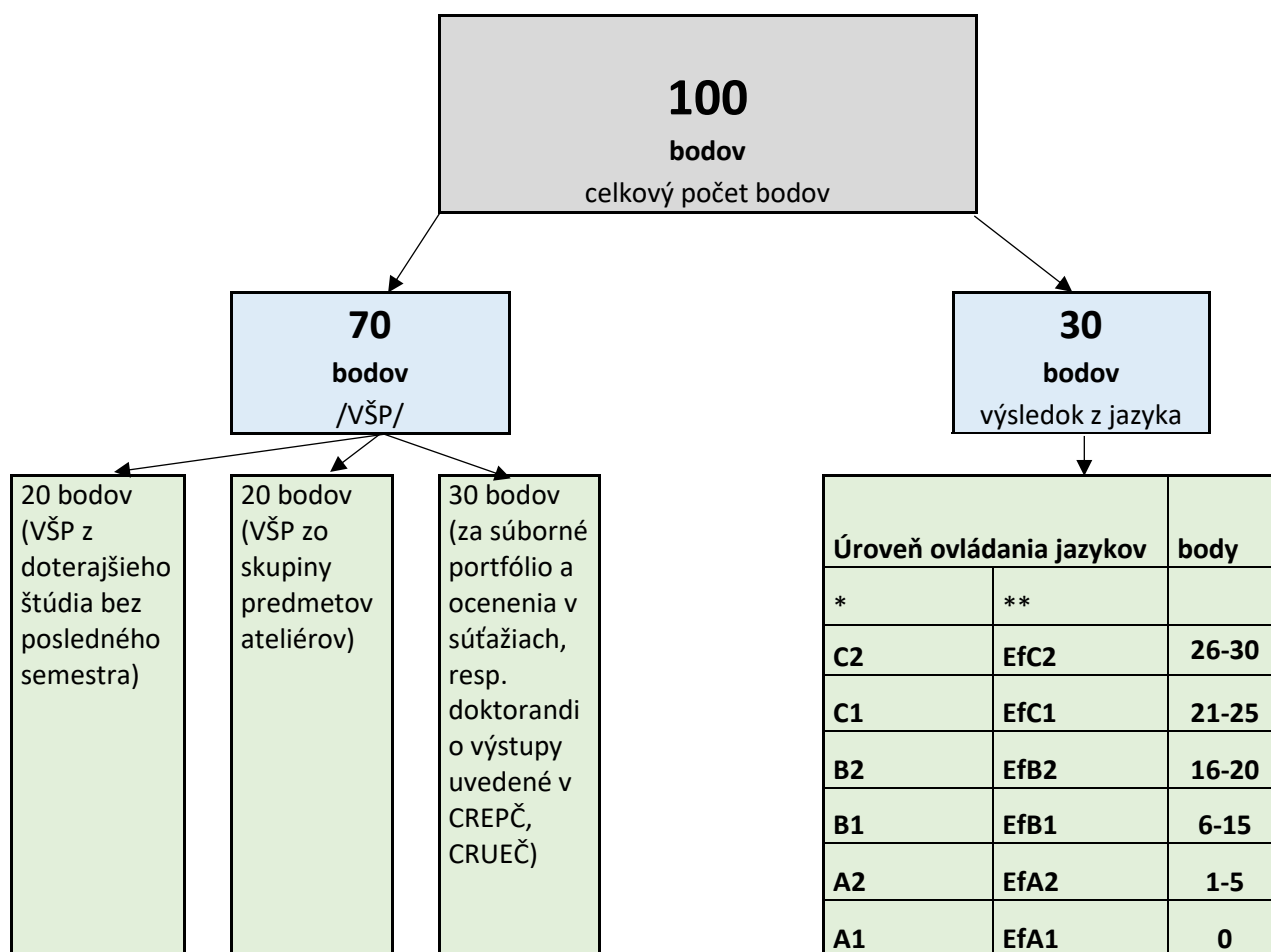 100
bodov
celkový počet bodov
70
bodov
/VŠP/
30
bodov
výsledok z jazyka
20 bodov
(VŠP z
doterajšieho
štúdia bez
posledného
semestra)
20 bodov
(VŠP zo
skupiny
predmetov
ateliérov)
30 bodov
(za súborné
portfólio a
ocenenia v
súťažiach,
resp.
doktorandi
o výstupy
uvedené v
CREPČ,
CRUEČ)
Úroveň ovládania jazykov body
* **
C2 EfC2 26-30
C1 EfC1 21-25
B2 EfB2 16-20
B1 EfB1 6-15
A2 EfA2 1-5
A1 EfA1 0